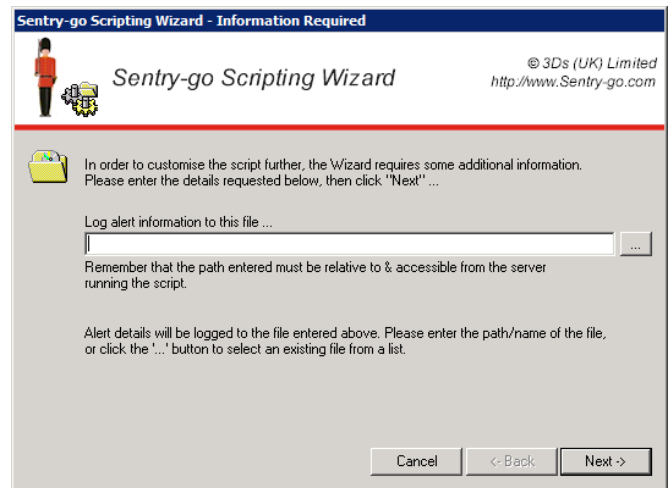 Sentry-go Scripting Wizard - Information Required
Sentry-go Scripting Wizard
© 3Ds (UK) Limited
http://www.Sentry-go.com
In order to customise the script further, the Wizard requires some additional information.
Please enter the details requested below, then click "Next" ...
Log alert information to this file ...
...
Remember that the path entered must be relative to & accessible from the server
running the script.
Alert details will be logged to the file entered above. Please enter the path/name of the file,
or click the '...' button to select an existing file from a list.
Cancel
<- Back
Next ->